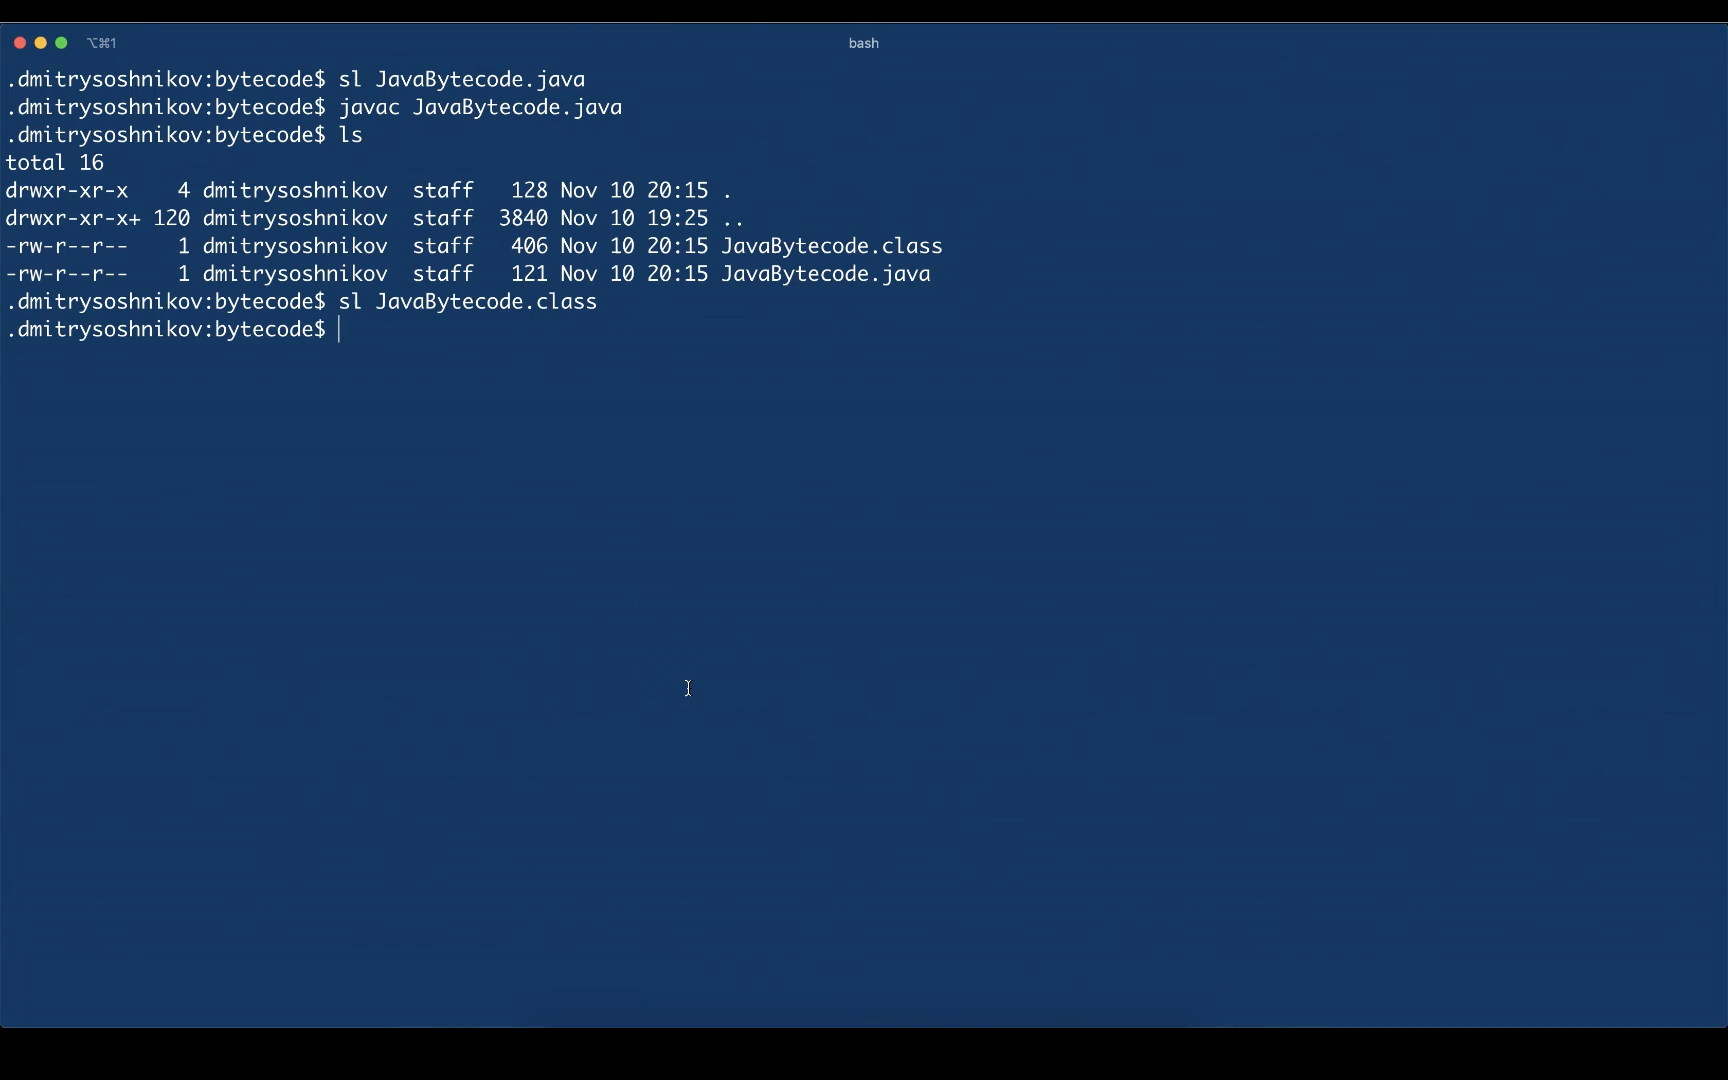 ⌥⌘1 bash
.dmitrysoshnikov:bytecode$ sl JavaBytecode.java
.dmitrysoshnikov:bytecode$ javac JavaBytecode.java
.dmitrysoshnikov:bytecode$ ls
total 16
drwxr-xr-x    4 dmitrysoshnikov  staff   128 Nov 10 20:15 .
drwxr-xr-x+ 120 dmitrysoshnikov  staff  3840 Nov 10 19:25 ..
-rw-r--r--    1 dmitrysoshnikov  staff   406 Nov 10 20:15 JavaBytecode.class
-rw-r--r--    1 dmitrysoshnikov  staff   121 Nov 10 20:15 JavaBytecode.java
.dmitrysoshnikov:bytecode$ sl JavaBytecode.class
.dmitrysoshnikov:bytecode$